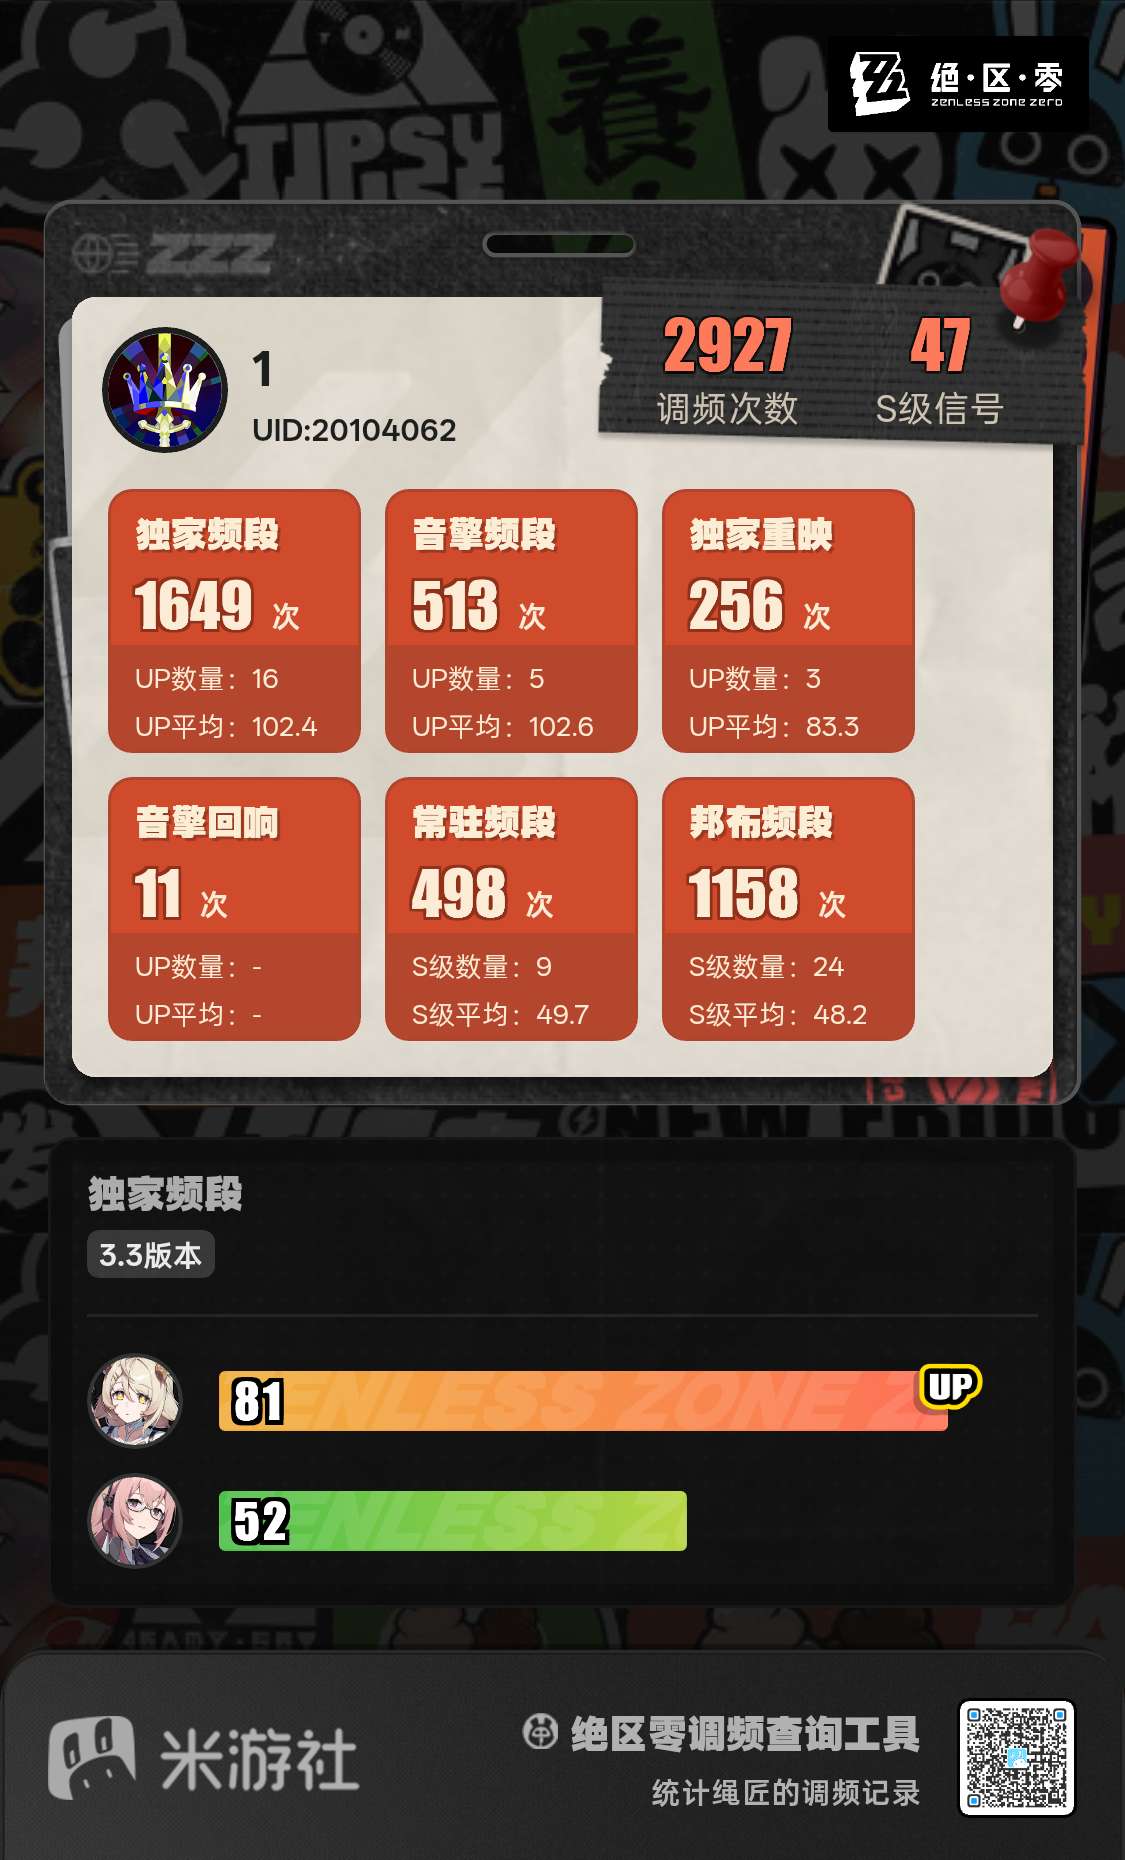 TIPSY
養
绝·区·零
ZENLESS ZONE ZERO
ZZZ
1
UID:20104062
2927
调频次数
47
S级信号
独家频段
1649 次
UP数量：16
UP平均：102.4
音擎频段
513 次
UP数量：5
UP平均：102.6
独家重映
256 次
UP数量：3
UP平均：83.3
音擎回响
11 次
UP数量：-
UP平均：-
常驻频段
498 次
S级数量：9
S级平均：49.7
邦布频段
1158 次
S级数量：24
S级平均：48.2
独家频段
3.3版本
81
ENLESS ZONE Z
UP
52
ENLESS Z
米游社
绝区零调频查询工具
统计绳匠的调频记录